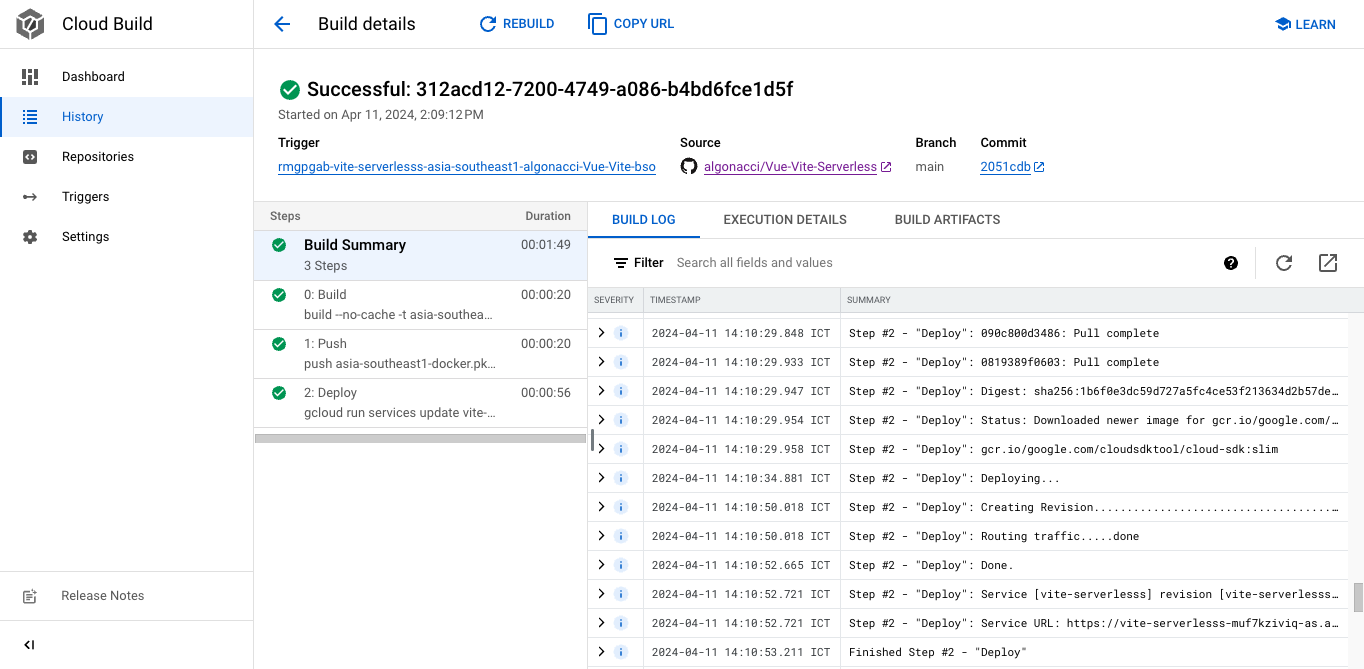 Cloud Build
Build details
REBUILD
COPY URL
LEARN
Dashboard
History
Repositories
Triggers
Settings
Release Notes
Successful: 312acd12-7200-4749-a086-b4bd6fce1d5f
Started on Apr 11, 2024, 2:09:12 PM
Trigger
rmgpgab-vite-serverlesss-asia-southeast1-algonacci-Vue-Vite-bso
Source
algonacci/Vue-Vite-Serverless
Branch
main
Commit
2051cdb
Steps Duration
Build Summary 00:01:49
3 Steps
0: Build 00:00:20
build --no-cache -t asia-southea…
1: Push 00:00:20
push asia-southeast1-docker.pk…
2: Deploy 00:00:56
gcloud run services update vite-…
BUILD LOG EXECUTION DETAILS BUILD ARTIFACTS
Filter Search all fields and values
SEVERITY TIMESTAMP SUMMARY
2024-04-11 14:10:29.848 ICT Step #2 - "Deploy": 090c800d3486: Pull complete
2024-04-11 14:10:29.933 ICT Step #2 - "Deploy": 0819389f0603: Pull complete
2024-04-11 14:10:29.947 ICT Step #2 - "Deploy": Digest: sha256:1b6f0e3dc59d727a5fc4ce53f213634d2b57de…
2024-04-11 14:10:29.954 ICT Step #2 - "Deploy": Status: Downloaded newer image for gcr.io/google.com/…
2024-04-11 14:10:29.958 ICT Step #2 - "Deploy": gcr.io/google.com/cloudsdktool/cloud-sdk:slim
2024-04-11 14:10:34.881 ICT Step #2 - "Deploy": Deploying...
2024-04-11 14:10:50.018 ICT Step #2 - "Deploy": Creating Revision.....................................…
2024-04-11 14:10:50.018 ICT Step #2 - "Deploy": Routing traffic.....done
2024-04-11 14:10:52.665 ICT Step #2 - "Deploy": Done.
2024-04-11 14:10:52.721 ICT Step #2 - "Deploy": Service [vite-serverlesss] revision [vite-serverlesss…
2024-04-11 14:10:52.721 ICT Step #2 - "Deploy": Service URL: https://vite-serverlesss-muf7kziviq-as.a…
2024-04-11 14:10:53.211 ICT Finished Step #2 - "Deploy"